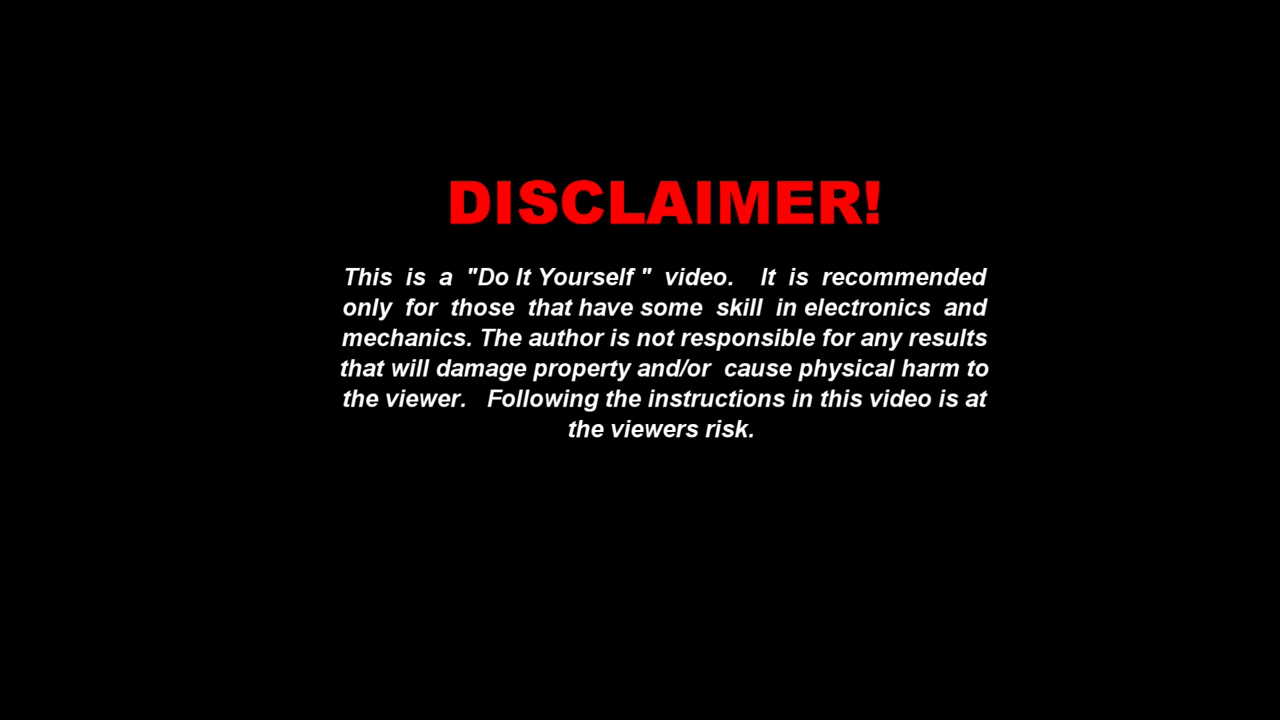 DISCLAIMER!
This is a "Do It Yourself " video. It is recommended
only for those that have some skill in electronics and
mechanics. The author is not responsible for any results
that will damage property and/or cause physical harm to
the viewer. Following the instructions in this video is at
the viewers risk.